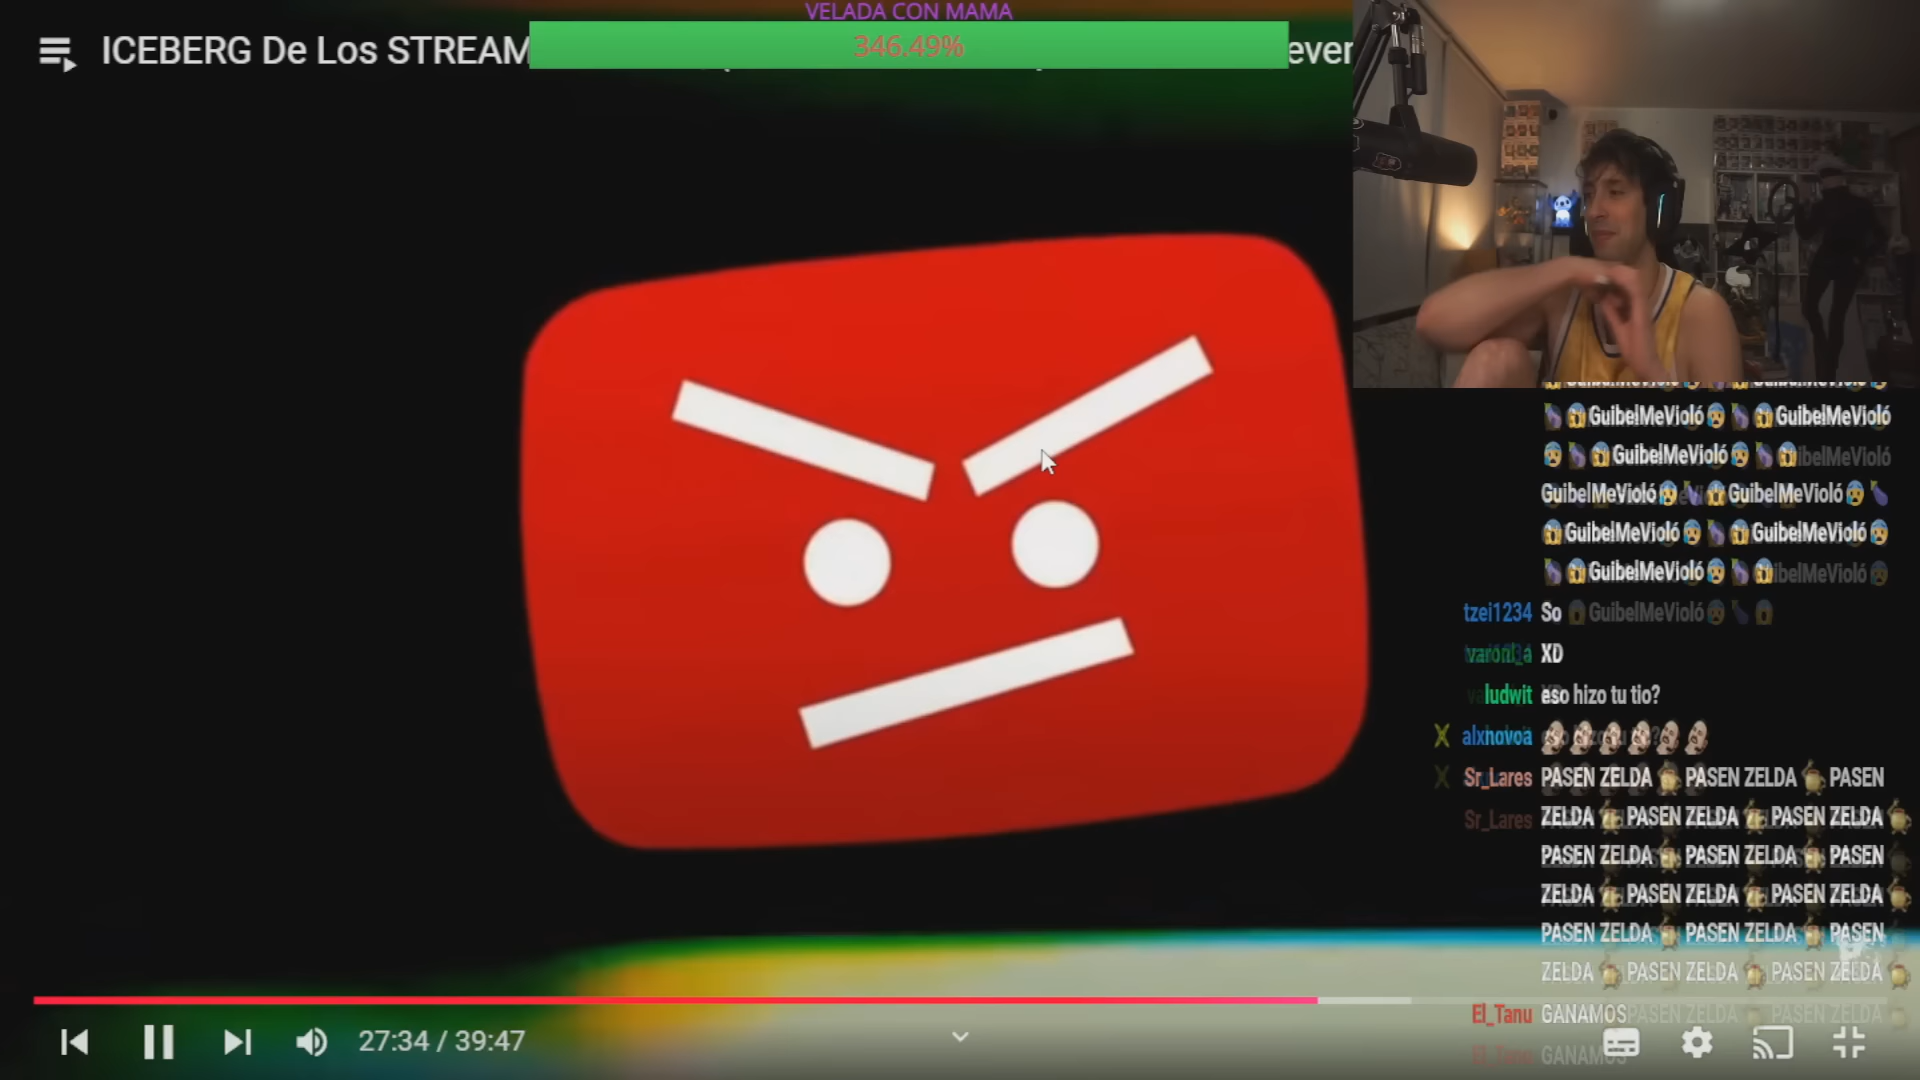 VELADA CON MAMA
346.49%
ICEBERG De Los STREAM
27:34 / 39:47
GuibelMeVioló GuibelMeVioló
GuibelMeVioló
GuibelMeVioló GuibelMeVioló
GuibelMeVioló GuibelMeVioló
GuibelMeVioló
tzei1234 So
XD
ludwit eso hizo tu tio?
alxnovoa
Sr_Lares PASEN ZELDA PASEN ZELDA PASEN
ZELDA PASEN ZELDA PASEN ZELDA
PASEN ZELDA PASEN ZELDA PASEN
ZELDA PASEN ZELDA PASEN ZELDA
PASEN ZELDA PASEN ZELDA PASEN
ZELDA PASEN ZELDA PASEN ZELDA
El_Tanu GANAMOS